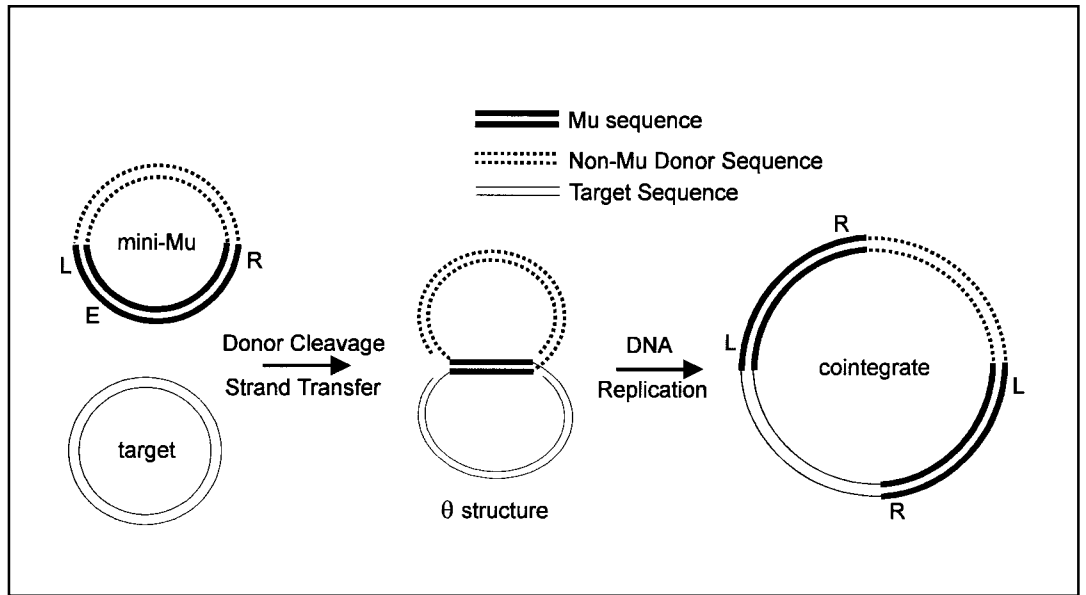 Mu sequence
Non-Mu Donor Sequence
Target Sequence
mini-Mu
L
R
E
target
Donor Cleavage
Strand Transfer
θ structure
DNA
Replication
R
L
cointegrate
L
R